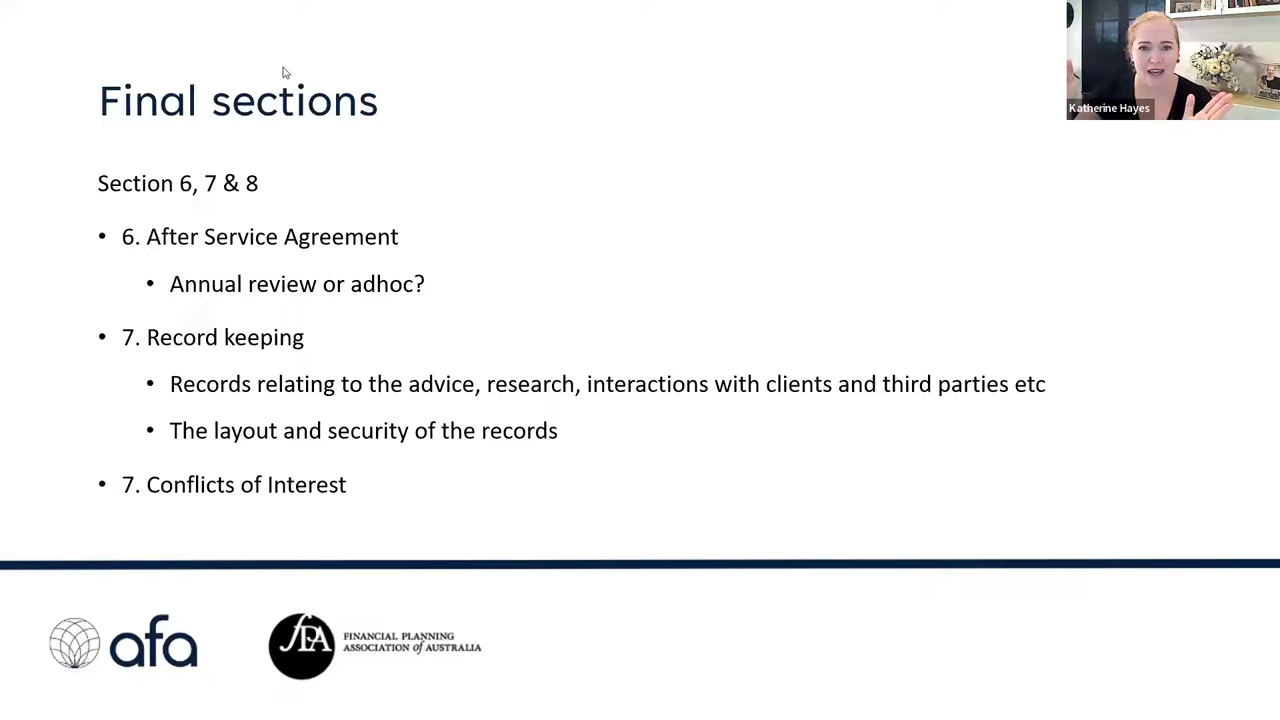 Final sections
Katherine Hayes
Section 6, 7 & 8
• 6. After Service Agreement
• Annual review or adhoc?
• 7. Record keeping
• Records relating to the advice, research, interactions with clients and third parties etc
• The layout and security of the records
• 7. Conflicts of Interest
afa
FPA
FINANCIAL PLANNING
ASSOCIATION of AUSTRALIA